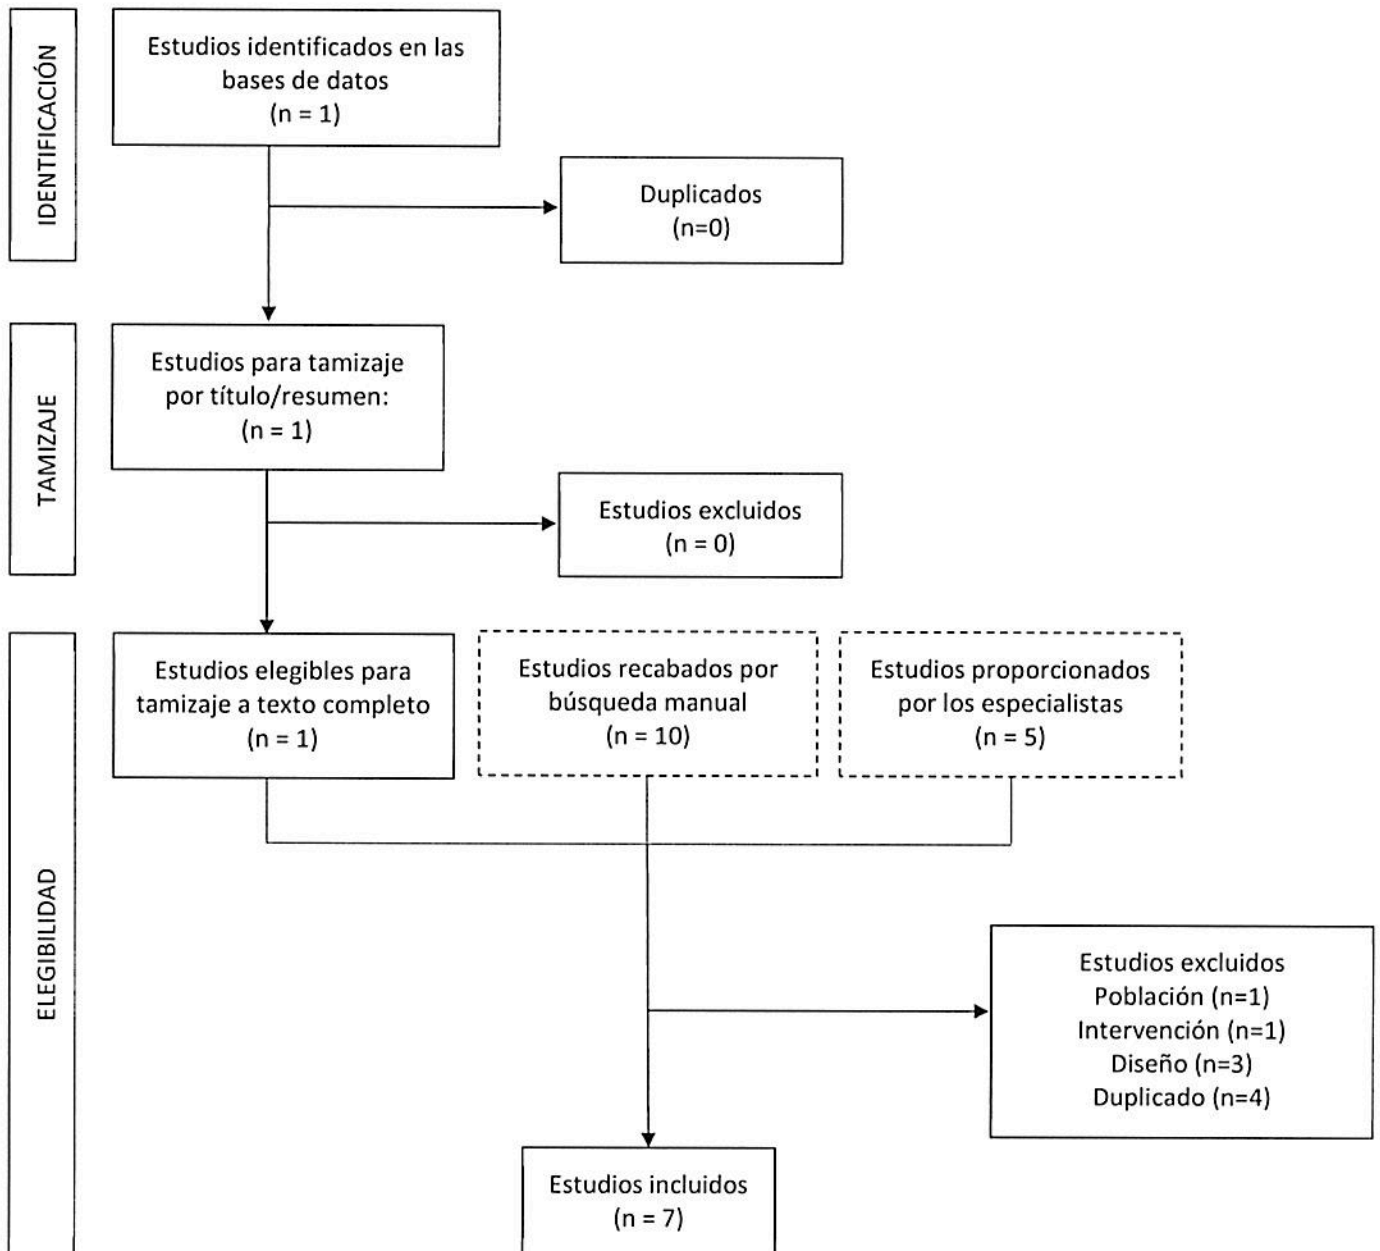 IDENTIFICACIÓN
Estudios identificados en las
bases de datos
(n = 1)
Duplicados
(n=0)
TAMIZAJE
Estudios para tamizaje
por título/resumen:
(n = 1)
Estudios excluidos
(n = 0)
ELEGIBILIDAD
Estudios elegibles para
tamizaje a texto completo
(n = 1)
Estudios recabados por
búsqueda manual
(n = 10)
Estudios proporcionados
por los especialistas
(n = 5)
Estudios excluidos
Población (n=1)
Intervención (n=1)
Diseño (n=3)
Duplicado (n=4)
Estudios incluidos
(n = 7)